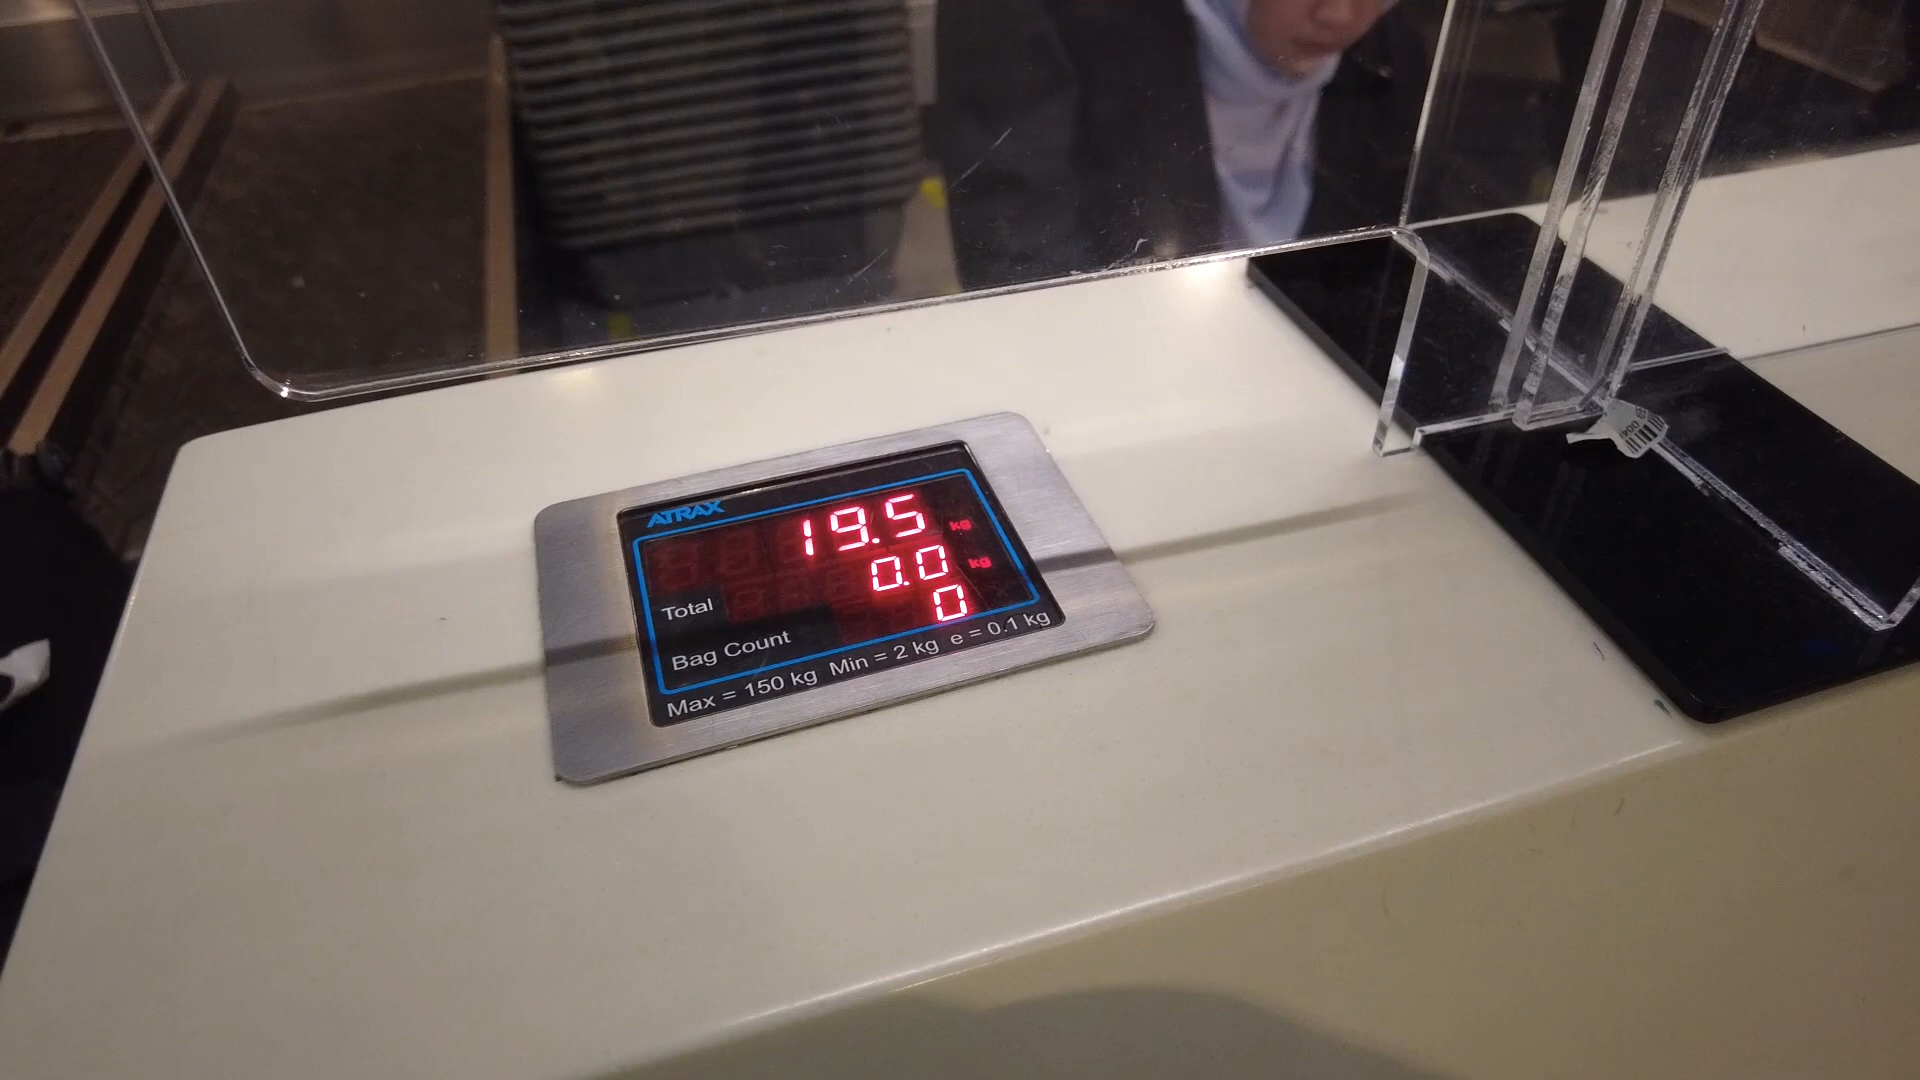 ATRAX
19.5 kg
0.0 kg
Total
0
Bag Count
Max = 150 kg Min = 2 kg e = 0.1 kg
004